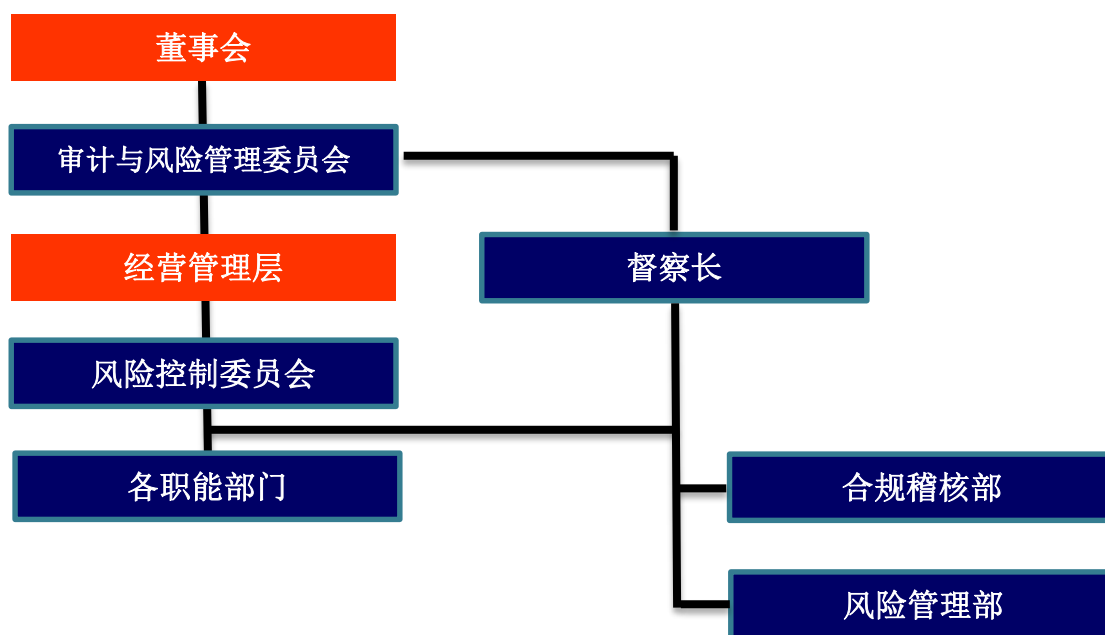 董事会
审计与风险管理委员会
经营管理层
督察长
风险控制委员会
各职能部门
合规稽核部
风险管理部